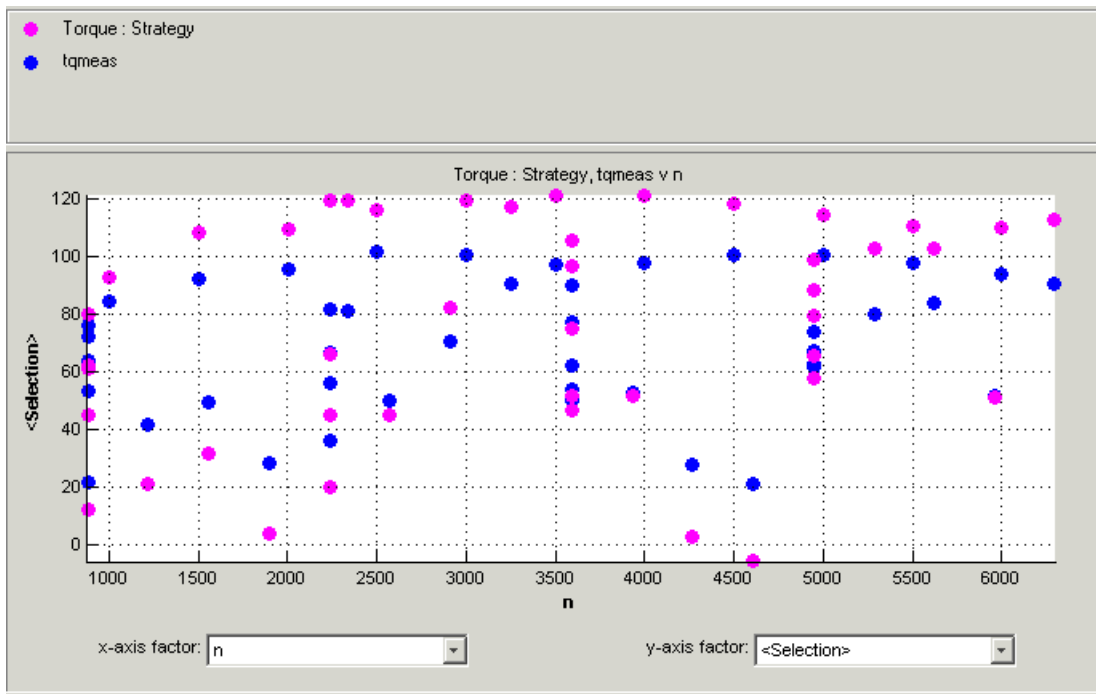 Torque : Strategy
tqmeas
Torque : Strategy, tqmeas v n
120
100
80
60
40
20
0
<Selection>
1000 1500 2000 2500 3000 3500 4000 4500 5000 5500 6000
n
x-axis factor: n y-axis factor: <Selection>